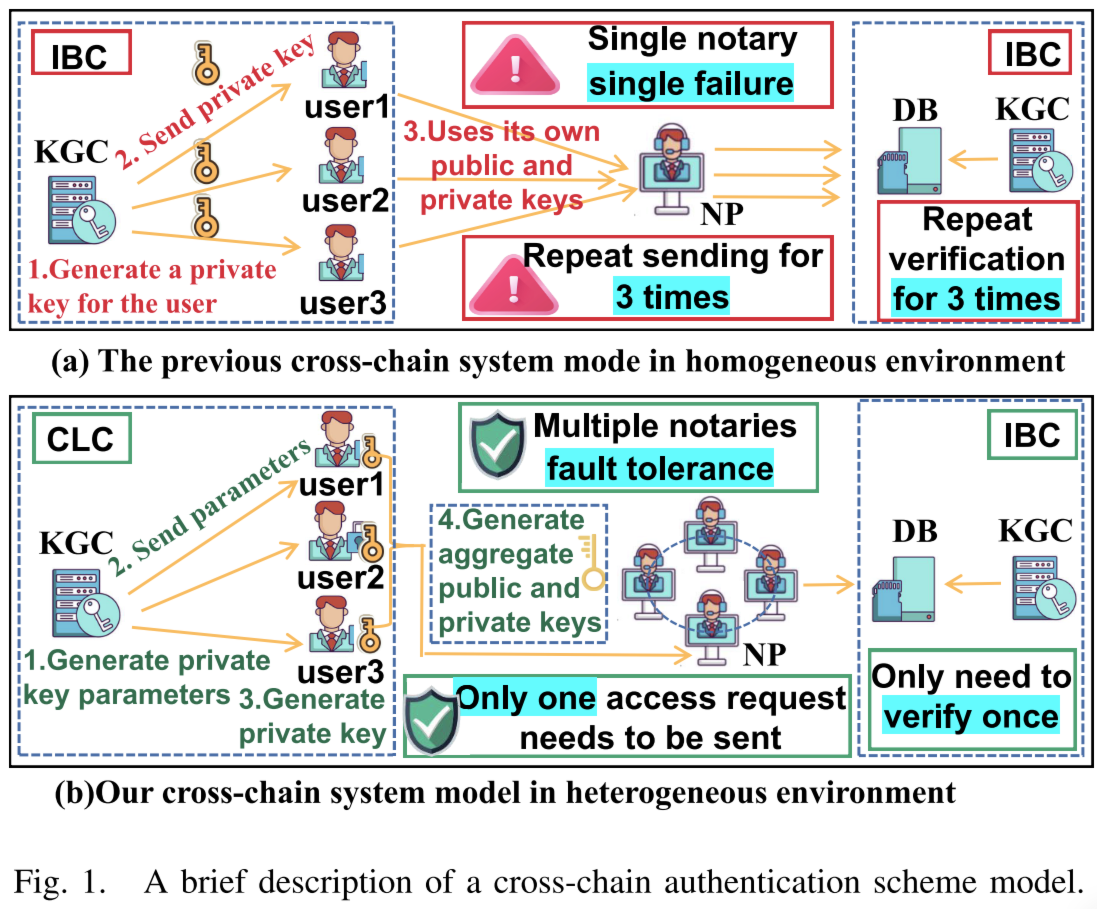 IBC
KGC
2. Send private key
user1
user2
user3
1.Generate a private
key for the user
Single notary
single failure
3.Uses its own
public and
private keys
NP
Repeat sending for
3 times
IBC
DB
KGC
Repeat
verification
for 3 times
(a) The previous cross-chain system mode in homogeneous environment
CLC
KGC
2. Send parameters
user1
user2
user3
1.Generate private
key parameters
3.Generate
private key
Multiple notaries
fault tolerance
4.Generate
aggregate
public and
private keys
NP
Only one access request
needs to be sent
IBC
DB
KGC
Only need to
verify once
(b)Our cross-chain system model in heterogeneous environment
Fig. 1. A brief description of a cross-chain authentication scheme model.